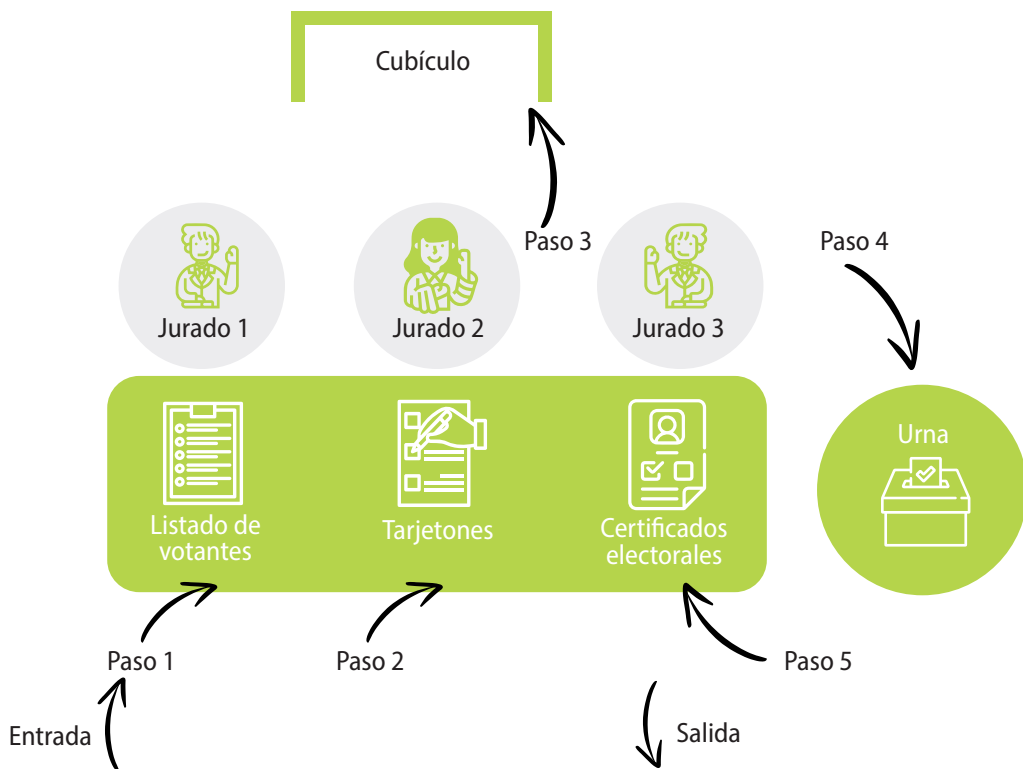 Cubículo
Paso 3
Paso 4
Jurado 1
Jurado 2
Jurado 3
Urna
Listado de
votantes
Tarjetones
Certificados
electorales
Paso 1
Paso 2
Paso 5
Entrada
Salida